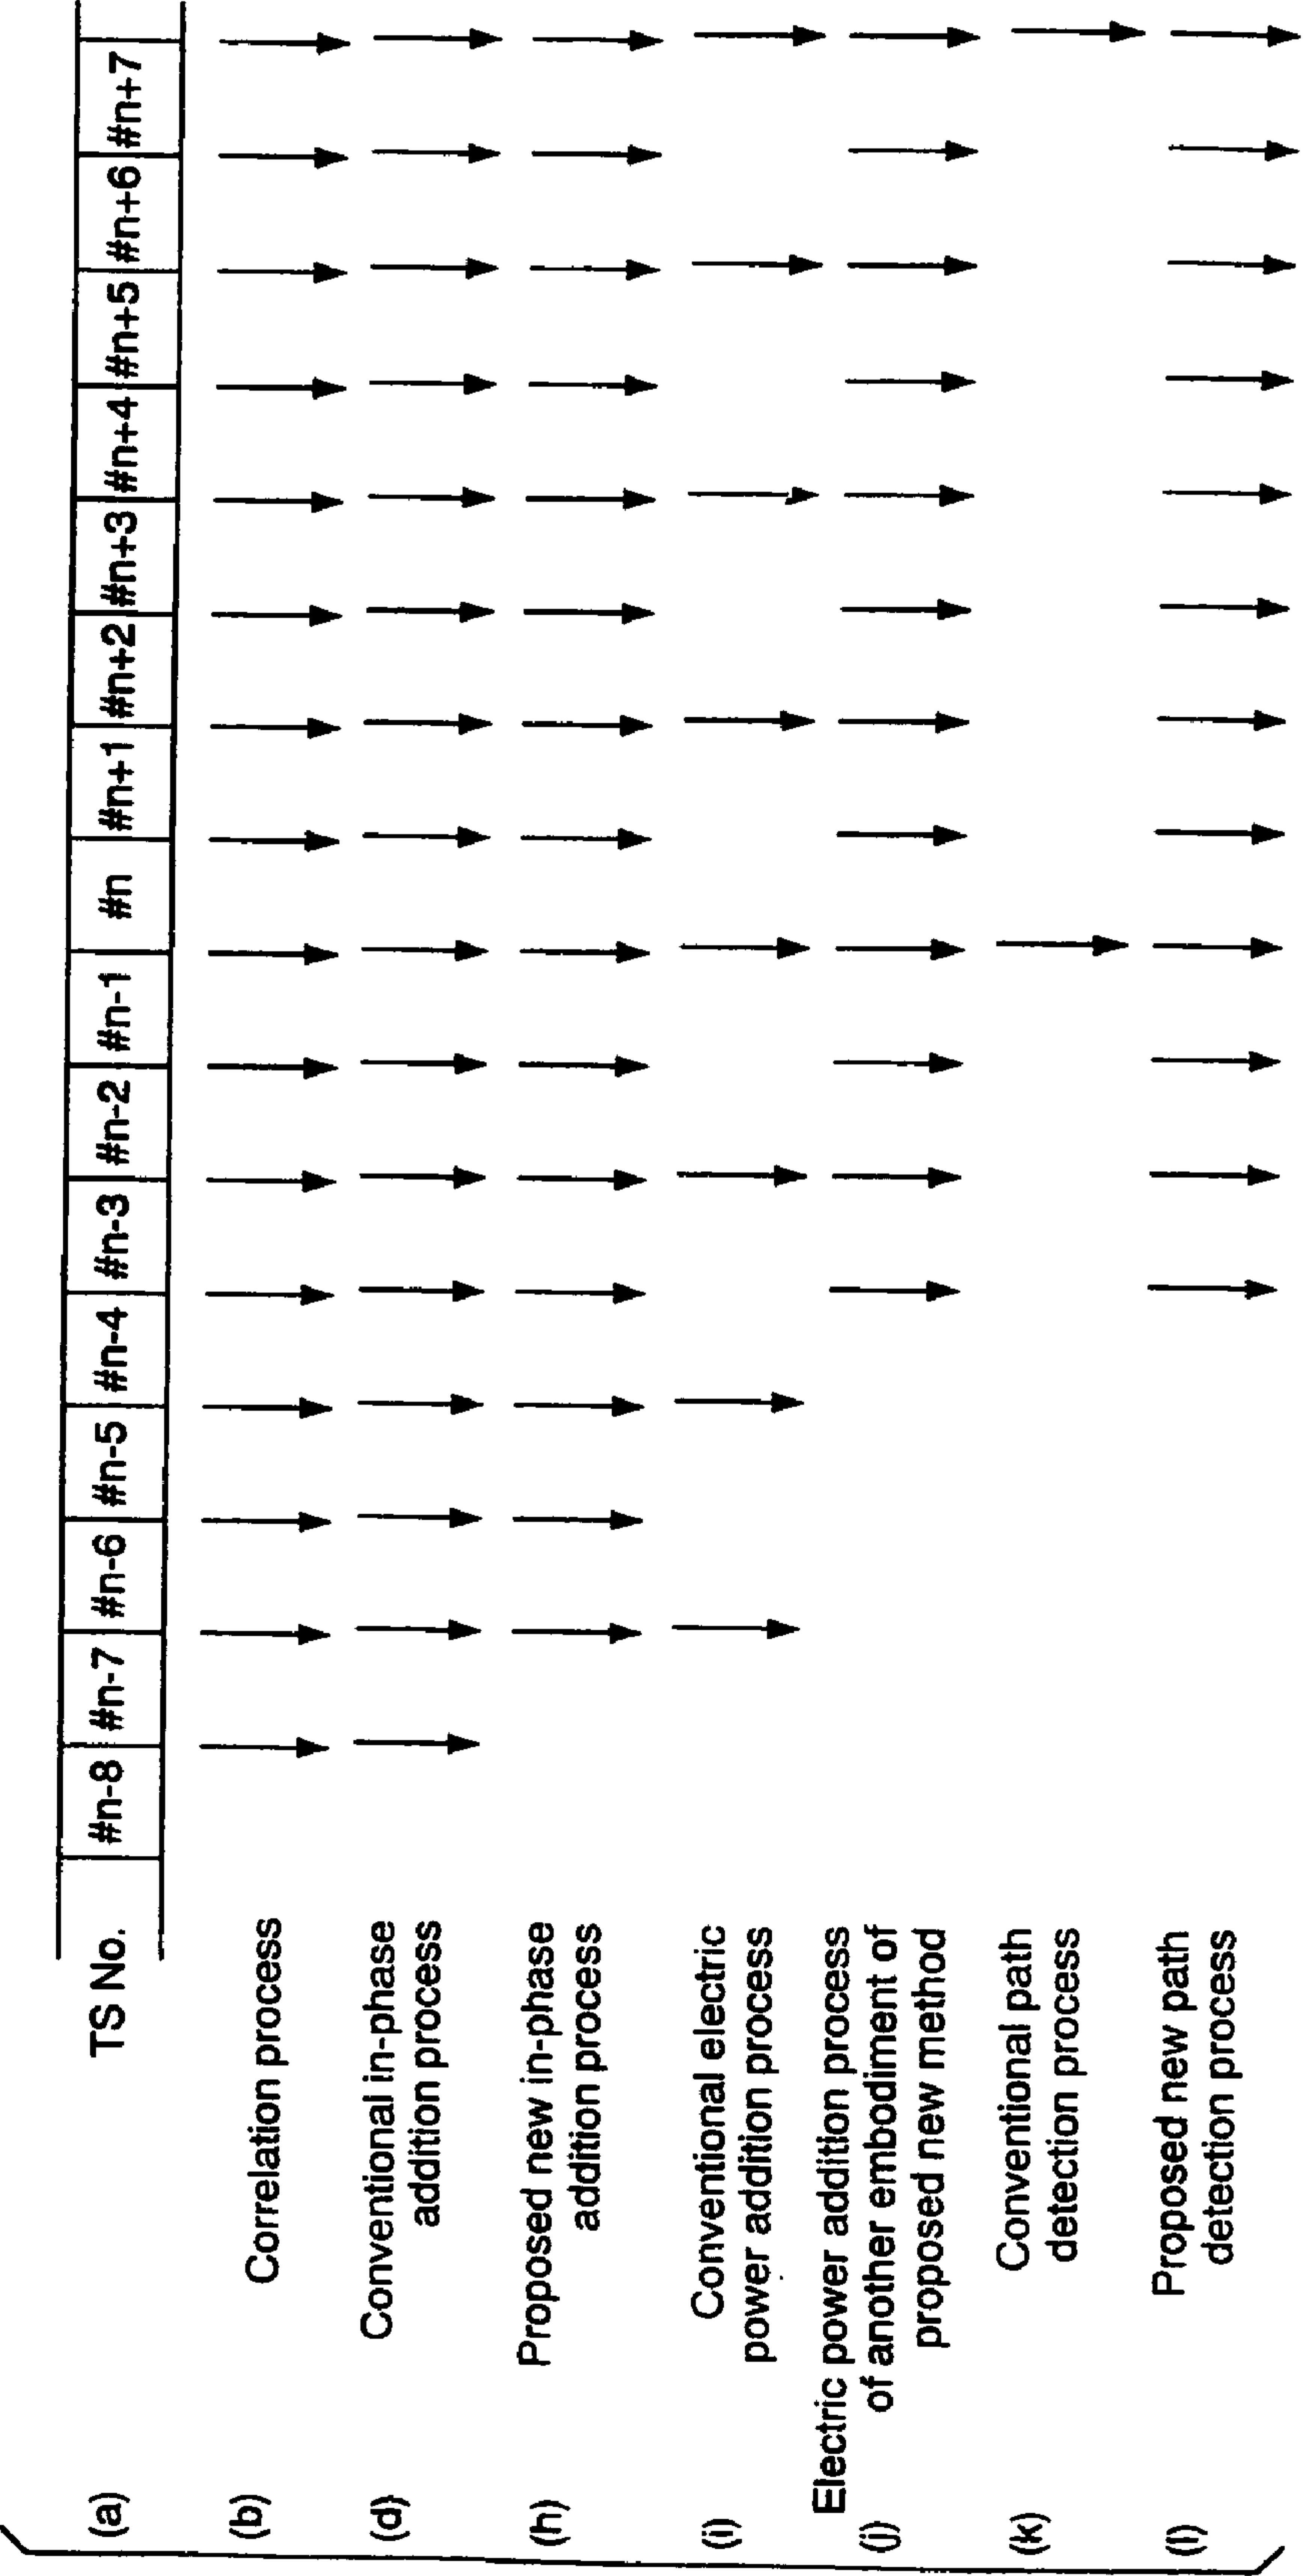 (a) TS No. #n-8 #n-7 #n-6 #n-5 #n-4 #n-3 #n-2 #n-1 #n #n+1 #n+2 #n+3 #n+4 #n+5 #n+6 #n+7
(b) Correlation process
(d) Conventional in-phase
addition process
(h) Proposed new in-phase
addition process
(i) Conventional electric
power addition process
(j) Electric power addition process
of another embodiment of
proposed new method
(k) Conventional path
detection process
(l) Proposed new path
detection process